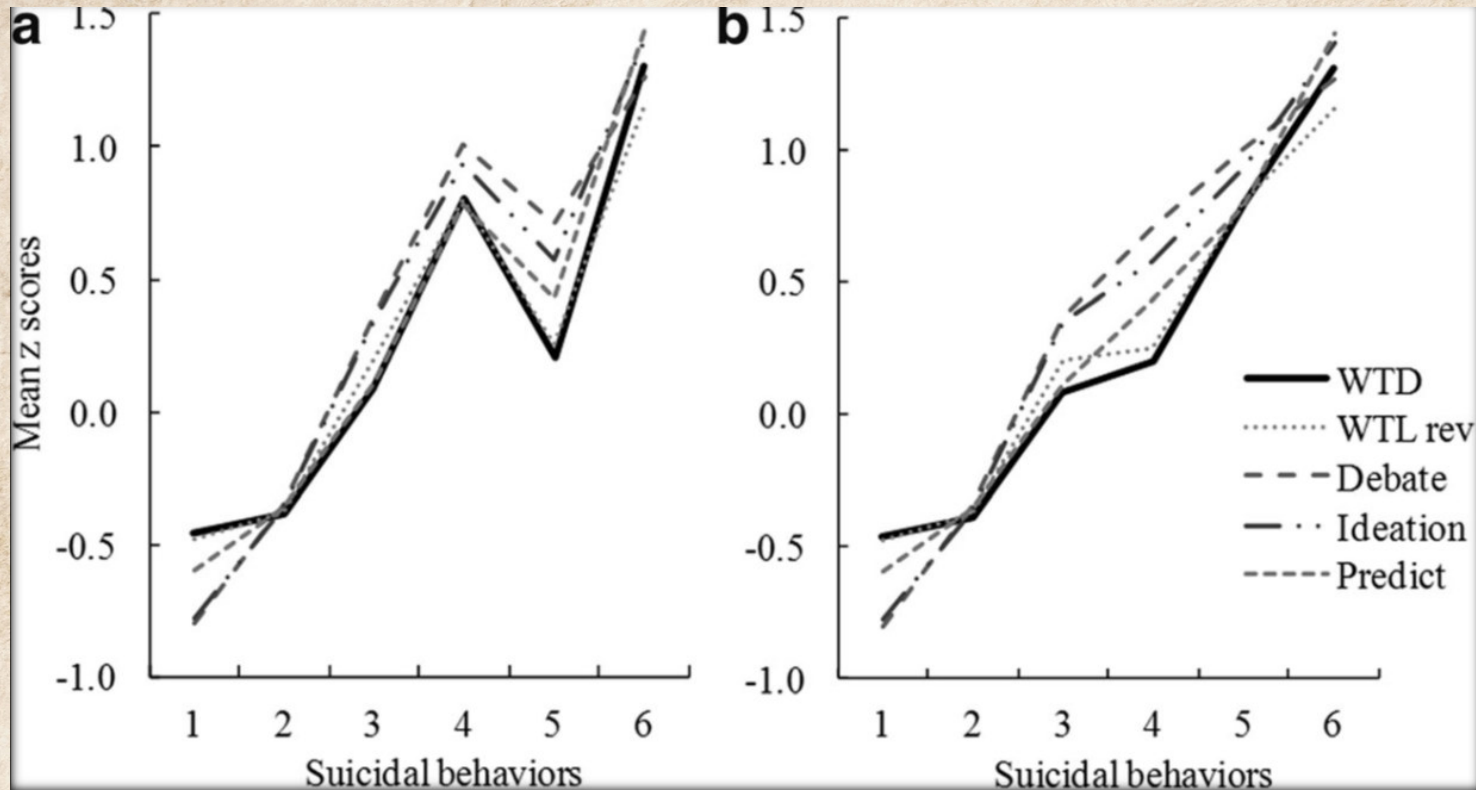 a
1.5
1.0
0.5
0.0
-0.5
-1.0
Mean z scores
1 2 3 4 5 6
Suicidal behaviors
b
1.5
1.0
0.5
0.0
-0.5
-1.0
1 2 3 4 5 6
Suicidal behaviors
WTD
WTL rev
Debate
Ideation
Predict